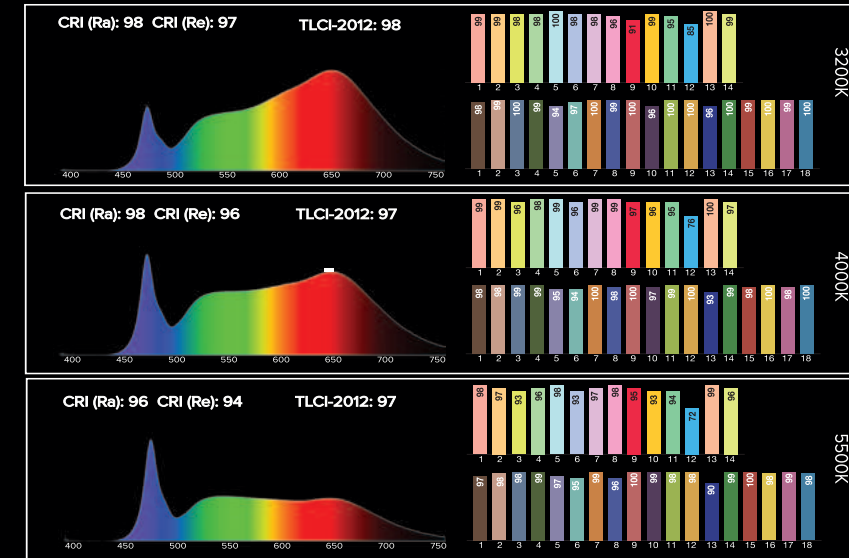 CRI (Ra): 98 CRI (Re): 97 TLCI-2012: 98
99 99 98 98 100 98 98 96 91 99 95 85 100 99
1 2 3 4 5 6 7 8 9 10 11 12 13 14
98 99 100 99 94 97 100 99 100 96 100 100 96 100 99 100 99 100
1 2 3 4 5 6 7 8 9 10 11 12 13 14 15 16 17 18
400 450 500 550 600 650 700 750
3200K
CRI (Ra): 98 CRI (Re): 96 TLCI-2012: 97
99 99 96 98 99 96 99 99 97 96 95 76 100 97
1 2 3 4 5 6 7 8 9 10 11 12 13 14
98 98 99 99 95 94 100 98 100 97 99 100 93 99 98 100 98 100
1 2 3 4 5 6 7 8 9 10 11 12 13 14 15 16 17 18
400 450 500 550 600 650 700 750
4000K
CRI (Ra): 96 CRI (Re): 94 TLCI-2012: 97
98 97 93 96 98 93 97 98 95 93 94 72 99 96
1 2 3 4 5 6 7 8 9 10 11 12 13 14
97 98 98 99 97 95 99 96 100 99 98 98 90 99 100 98 99 98
1 2 3 4 5 6 7 8 9 10 11 12 13 14 15 16 17 18
400 450 500 550 600 650 700 750
5500K